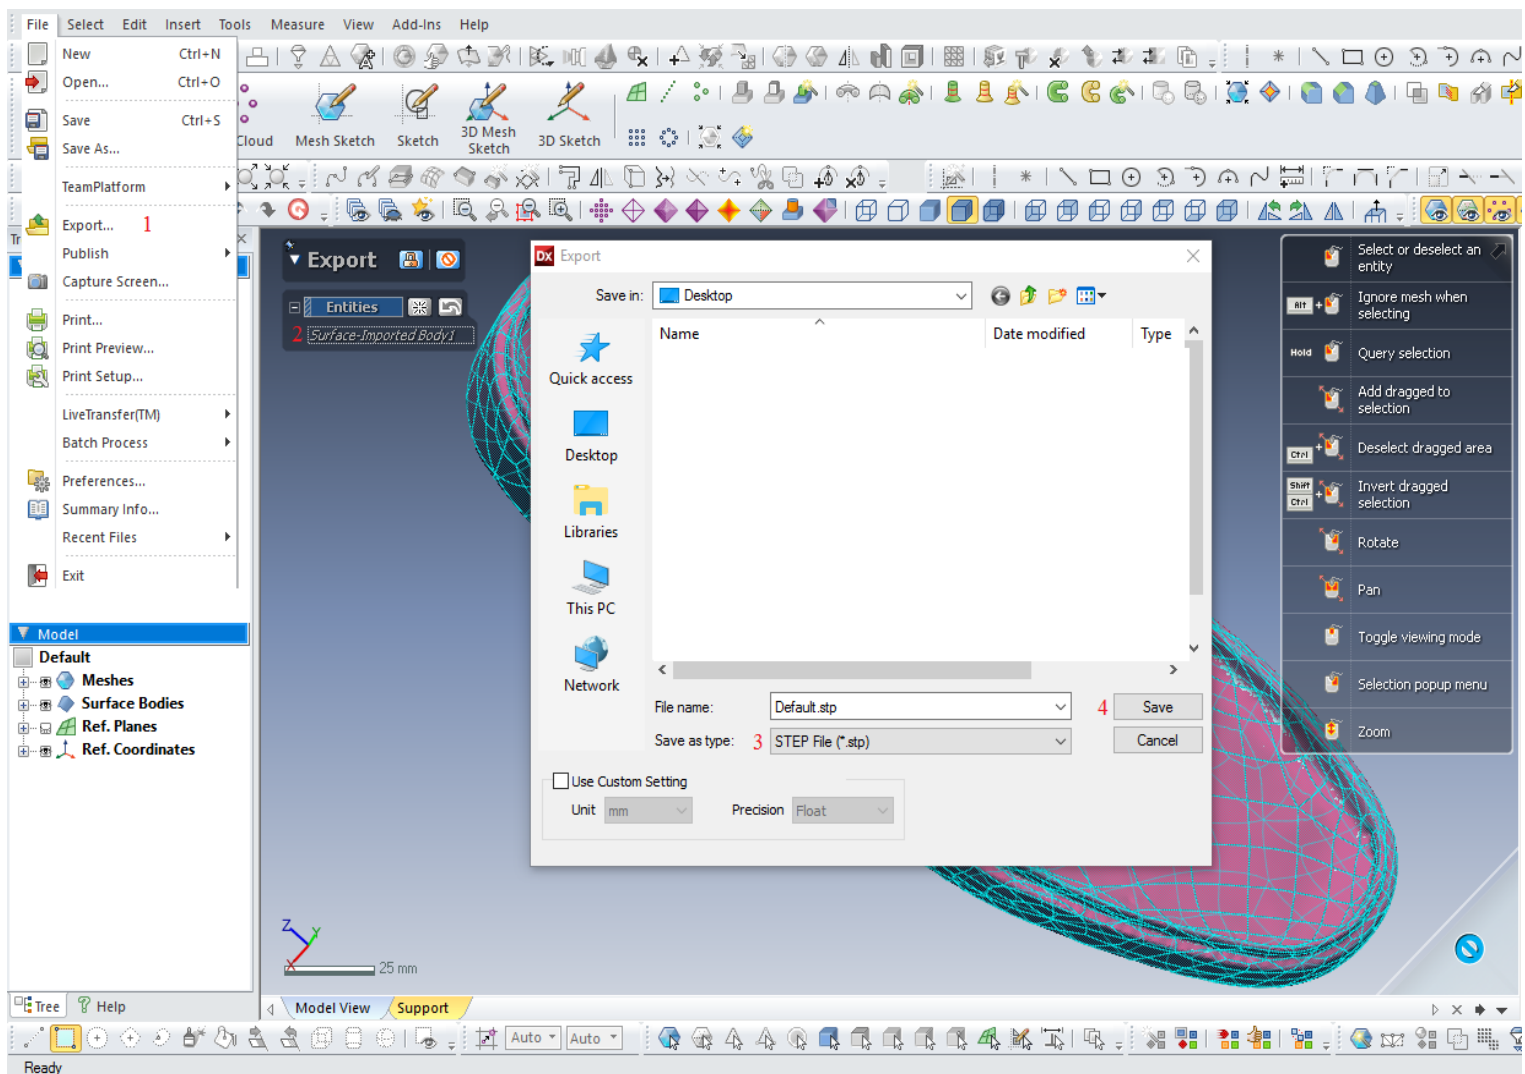 File Select Edit Insert Tools Measure View Add-Ins Help
New Ctrl+N
Open... Ctrl+O
Save Ctrl+S
Save As...
TeamPlatform
Export... 1
Publish
Capture Screen...
Print...
Print Preview...
Print Setup...
LiveTransfer(TM)
Batch Process
Preferences...
Summary Info...
Recent Files
Exit
Cloud
Mesh Sketch
Sketch
3D Mesh
Sketch
3D Sketch
Tr
Model
Default
Meshes
Surface Bodies
Ref. Planes
Ref. Coordinates
Tree Help
Export
Entities
2 Surface-Imported Body1
Dx Export
Save in: Desktop
Name Date modified Type
Quick access
Desktop
Libraries
This PC
Network
File name: Default.stp 4 Save
Save as type: 3 STEP File (*.stp) Cancel
Use Custom Setting
Unit mm Precision Float
Select or deselect an
entity
Alt + Ignore mesh when
selecting
Hold Query selection
Add dragged to
selection
Ctrl + Deselect dragged area
Shift
Ctrl + Invert dragged
selection
Rotate
Pan
Toggle viewing mode
Selection popup menu
Zoom
Z
Y
X
25 mm
Model View Support
Auto Auto
Ready